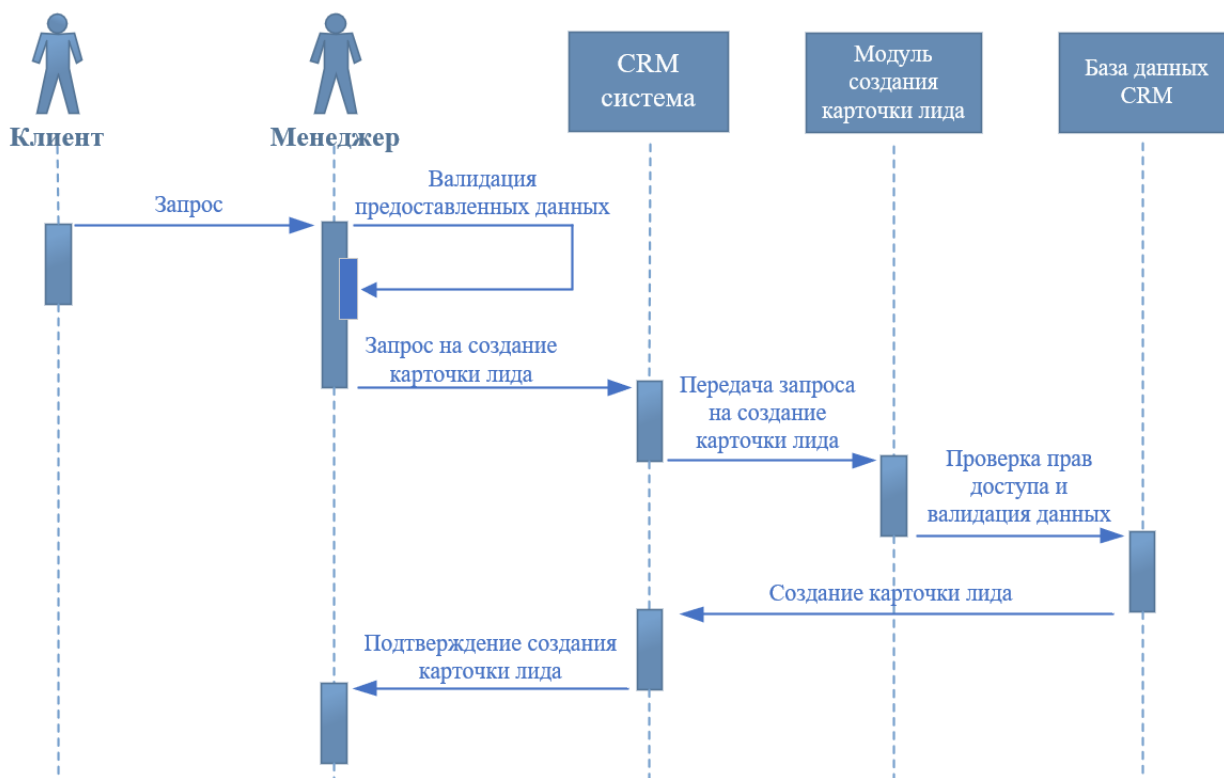 Клиент
Менеджер
CRM
система
Модуль
создания
карточки лида
База данных
CRM
Запрос
Валидация
предоставленных данных
Запрос на создание
карточки лида
Передача запроса
на создание
карточки лида
Проверка прав
доступа и
валидация данных
Создание карточки лида
Подтверждение создания
карточки лида